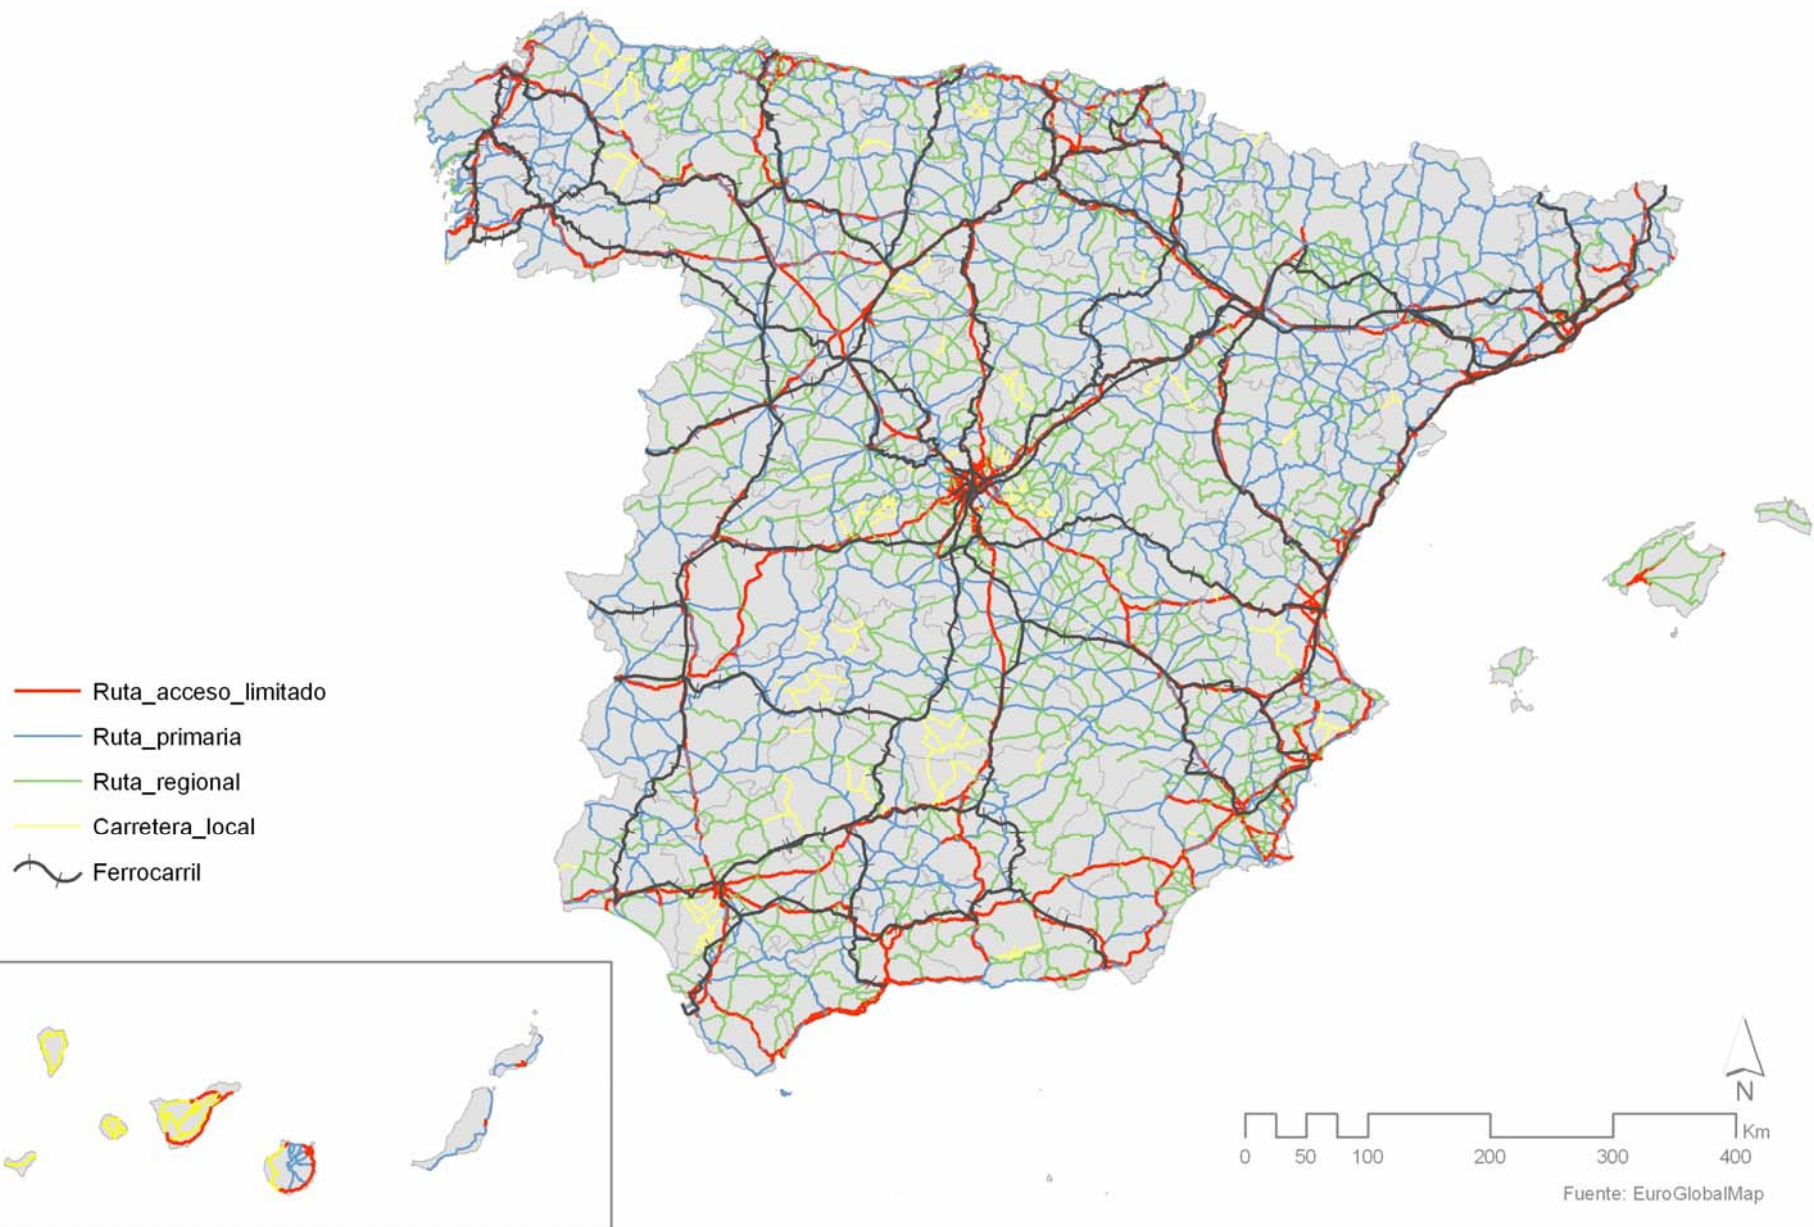 Ruta_acceso_limitado
Ruta_primaria
Ruta_regional
Carretera_local
Ferrocarril
N
Km
0 50 100 200 300 400
Fuente: EuroGlobalMap